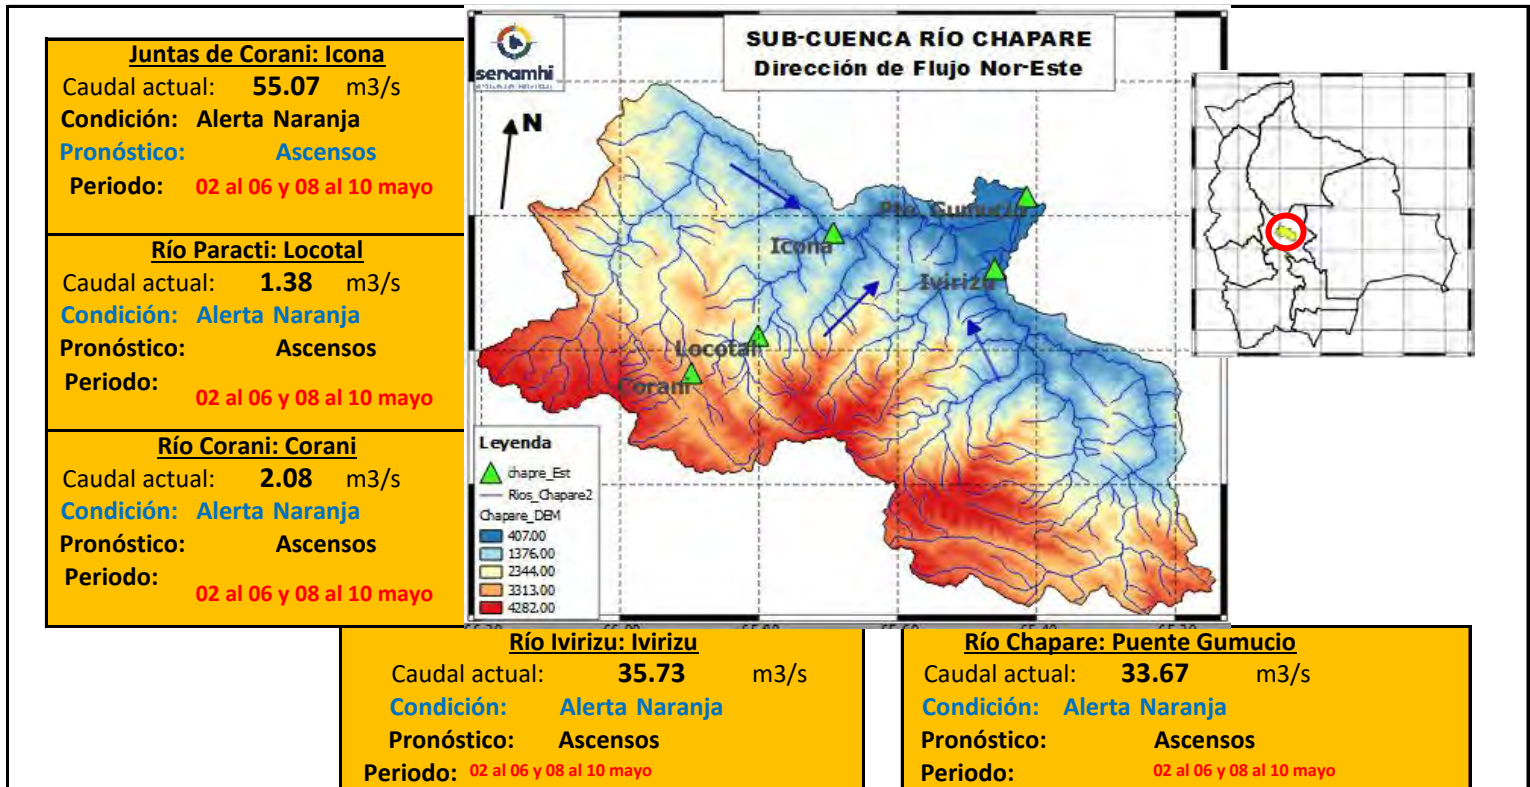 Juntas de Corani: Icona
Caudal actual: 55.07 m3/s
Condición: Alerta Naranja
Pronóstico: Ascensos
Periodo: 02 al 06 y 08 al 10 mayo
Río Paracti: Locotal
Caudal actual: 1.38 m3/s
Condición: Alerta Naranja
Pronóstico: Ascensos
Periodo:
02 al 06 y 08 al 10 mayo
Río Corani: Corani
Caudal actual: 2.08 m3/s
Condición: Alerta Naranja
Pronóstico: Ascensos
Periodo:
02 al 06 y 08 al 10 mayo
senamhi
SUB-CUENCA RÍO CHAPARE
Dirección de Flujo Nor-Este
N
Pte. Gumucio
Icona
Ivirizu
Locotal
Corani
Leyenda
chapre_Est
Rios_Chapare2
Chapare_DEM
407.00
1376.00
2344.00
3313.00
4282.00
Río Ivirizu: Ivirizu
Caudal actual: 35.73 m3/s
Condición: Alerta Naranja
Pronóstico: Ascensos
Periodo: 02 al 06 y 08 al 10 mayo
Río Chapare: Puente Gumucio
Caudal actual: 33.67 m3/s
Condición: Alerta Naranja
Pronóstico: Ascensos
Periodo: 02 al 06 y 08 al 10 mayo